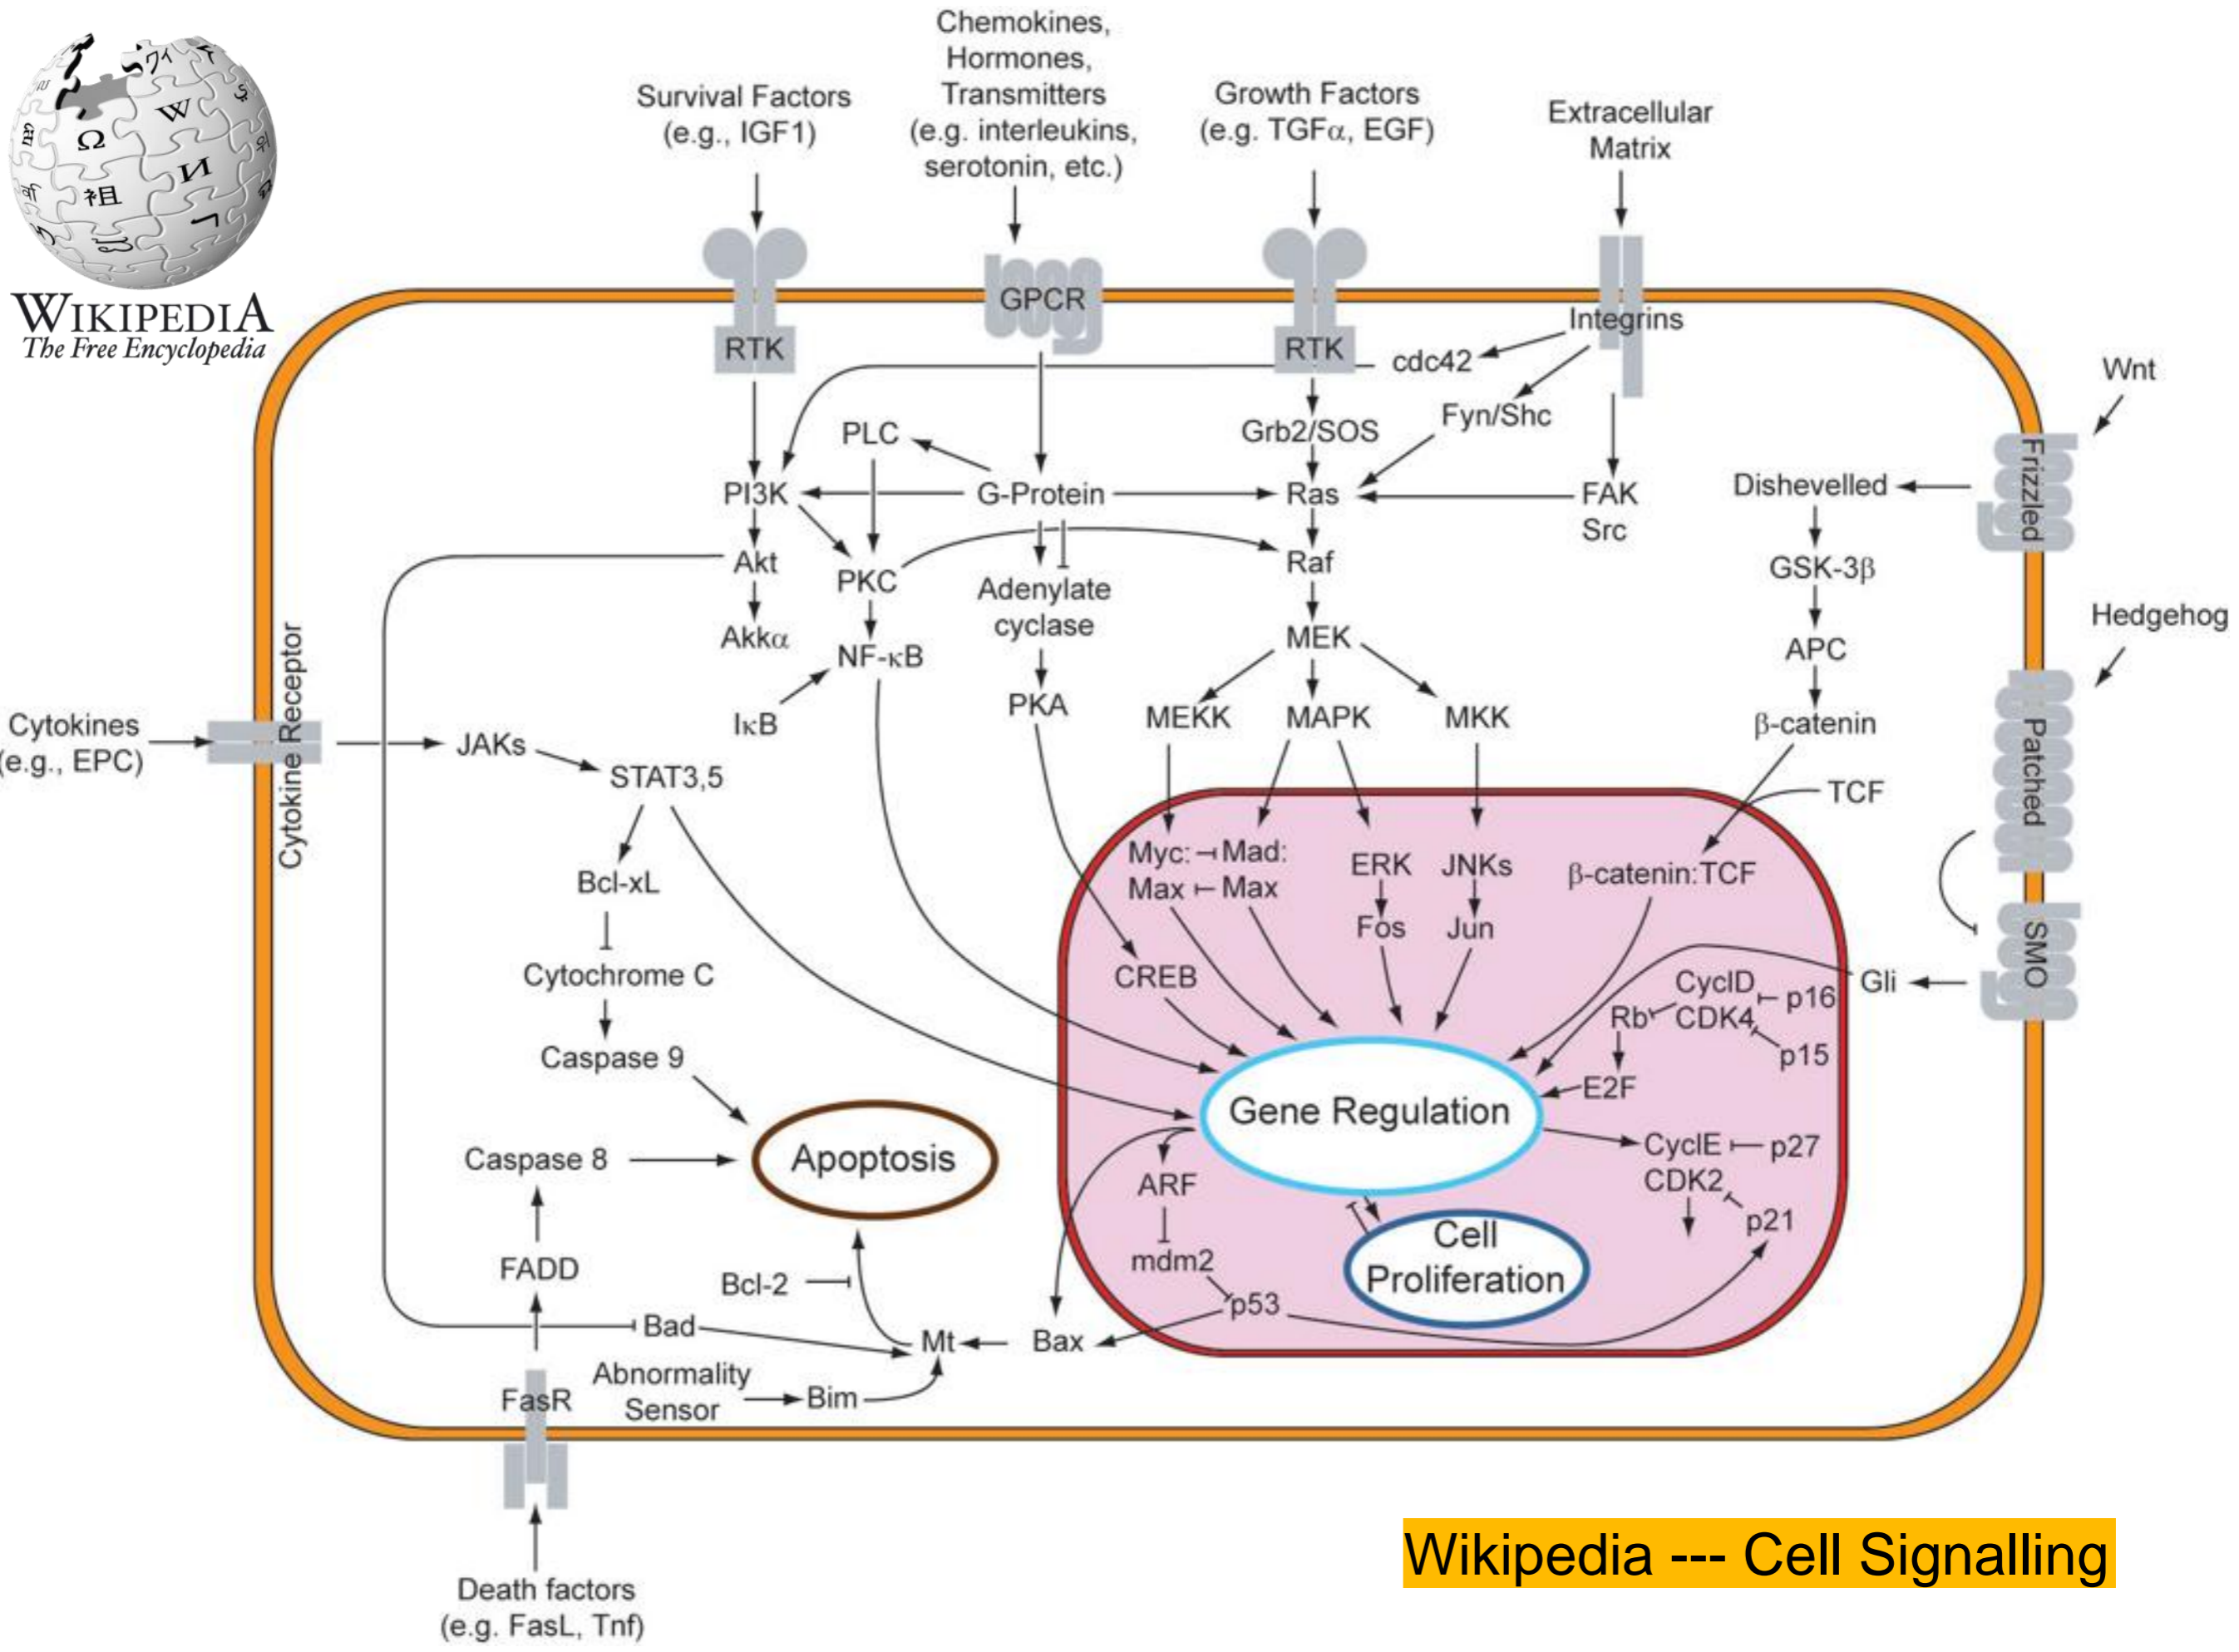 Chemokines,
Hormones,
Transmitters
(e.g. interleukins,
serotonin, etc.)
Survival Factors
(e.g., IGF1)
Growth Factors
(e.g. TGFα, EGF)
Extracellular
Matrix
Ω
W
И
祖
WIKIPEDIA
The Free Encyclopedia
RTK
GPCR
RTK
Integrins
cdc42
Wnt
PLC
Grb2/SOS
Fyn/Shc
Frizzled
PI3K
G-Protein
Ras
FAK
Src
Dishevelled
Akt
PKC
Adenylate
cyclase
Raf
GSK-3β
Akkα
NF-κB
MEK
APC
Hedgehog
IκB
PKA
MEKK
MAPK
MKK
β-catenin
Patched
Cytokines
(e.g., EPC)
Cytokine Receptor
JAKs
STAT3,5
TCF
Myc:
Mad:
Max
Max
ERK
JNKs
β-catenin:TCF
Bcl-xL
Fos
Jun
SMO
Cytochrome C
CREB
CyclD
CDK4
p16
Gli
Rb
p15
Caspase 9
E2F
Gene Regulation
Caspase 8
Apoptosis
CyclE
p27
CDK2
ARF
p21
Cell
Proliferation
mdm2
FADD
Bcl-2
p53
Bad
Mt
Bax
Abnormality
Sensor
Bim
FasR
Death factors
(e.g. FasL, Tnf)
Wikipedia --- Cell Signalling